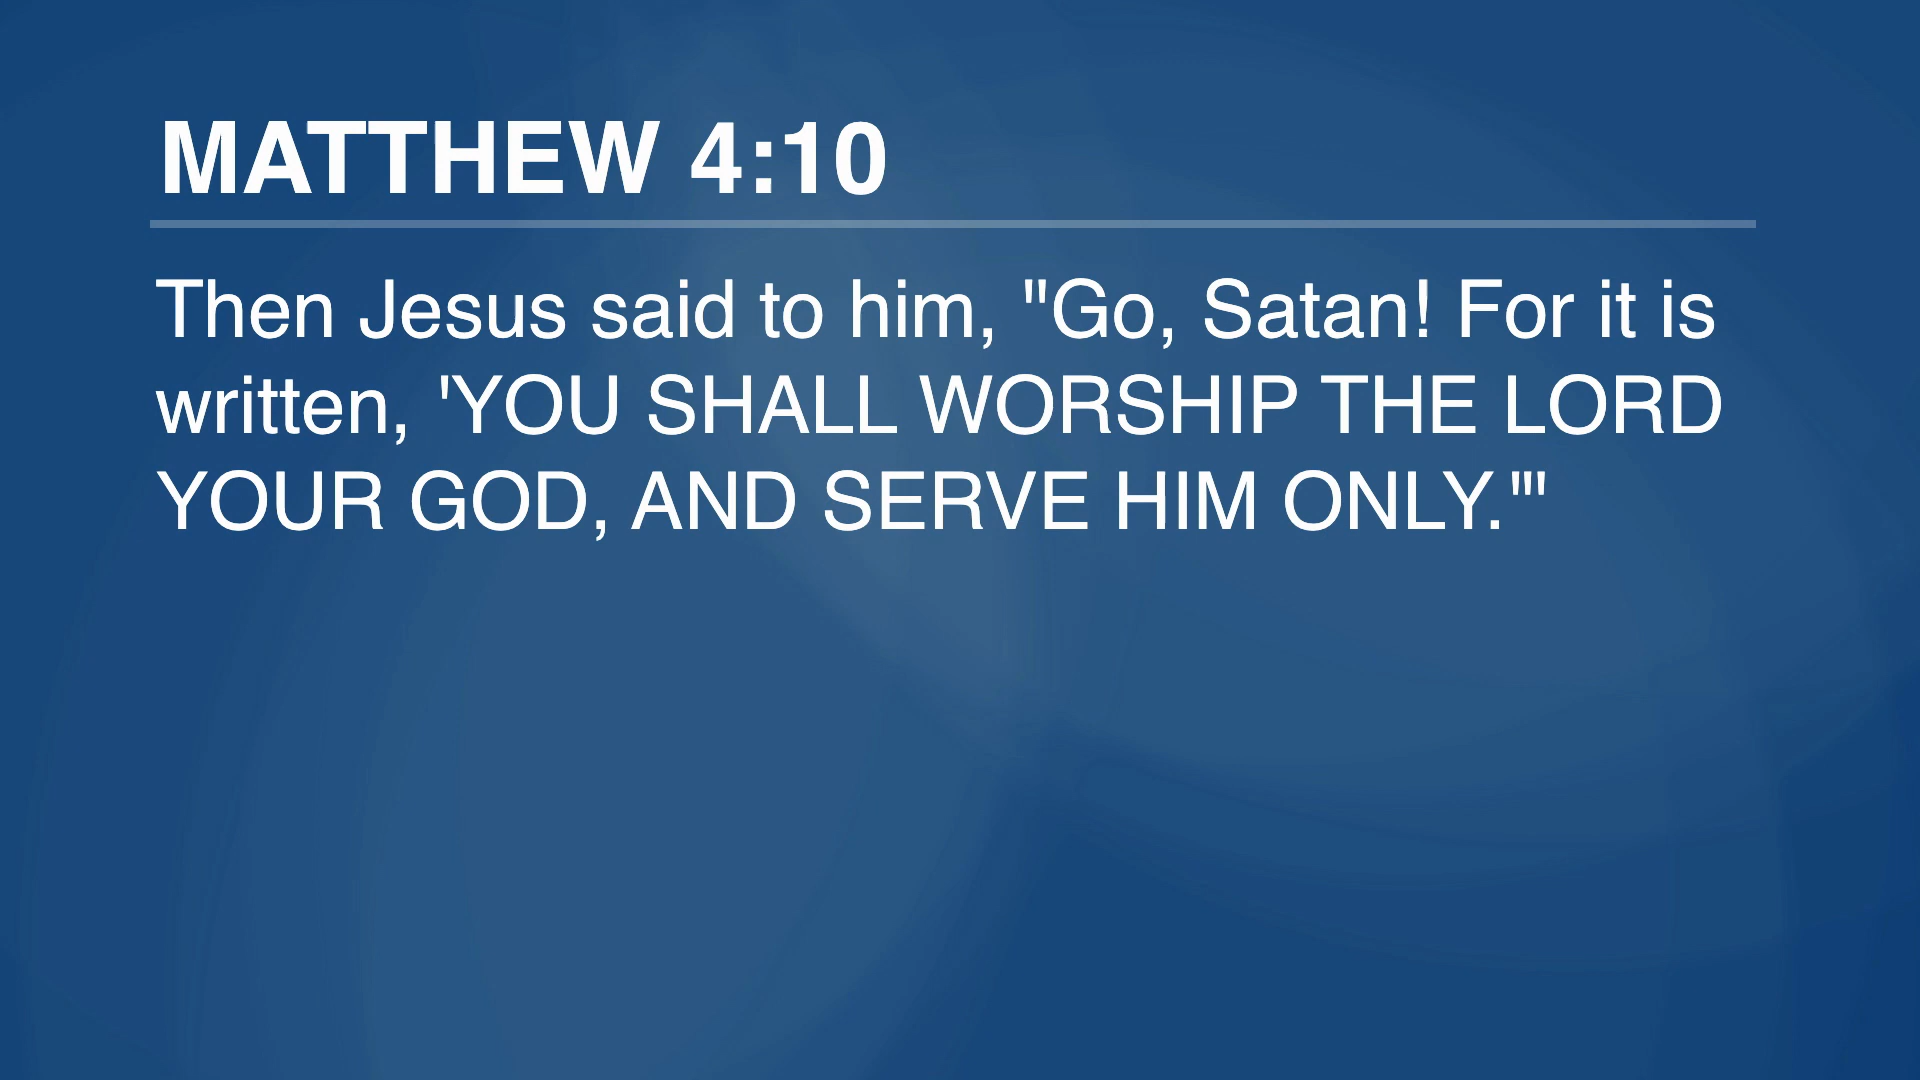 MATTHEW 4:10
Then Jesus said to him, "Go, Satan! For it is
written, 'YOU SHALL WORSHIP THE LORD
YOUR GOD, AND SERVE HIM ONLY.'"